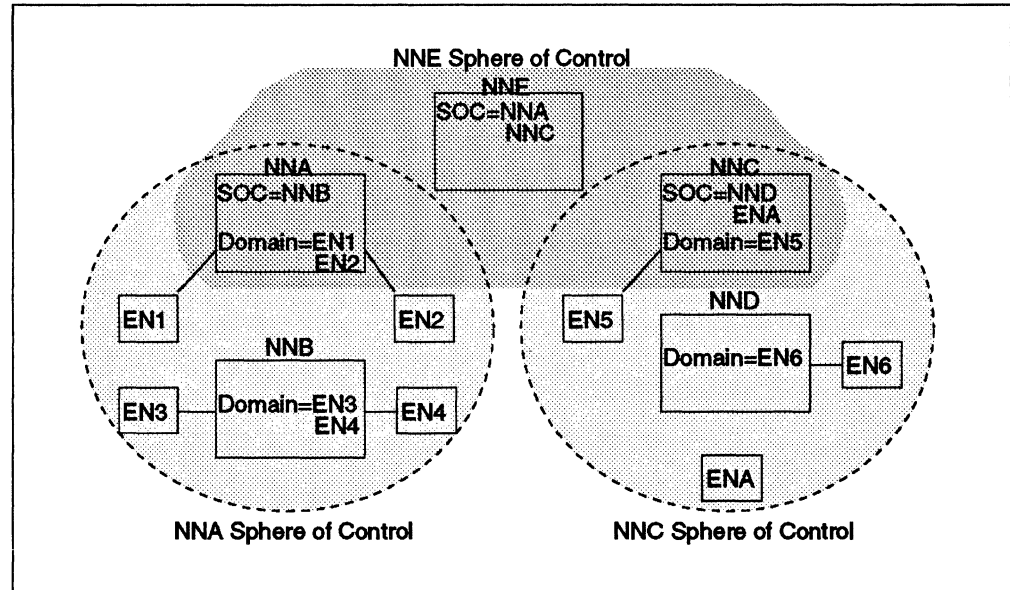 NNE Sphere of Control
NNE
SOC=NNA
NNC
NNA
SOC=NNB
Domain=EN1
EN2
EN1
EN2
NNB
Domain=EN3
EN4
EN3
EN4
NNA Sphere of Control
NNC
SOC=NND
ENA
Domain=EN5
EN5
NND
Domain=EN6
EN6
ENA
NNC Sphere of Control